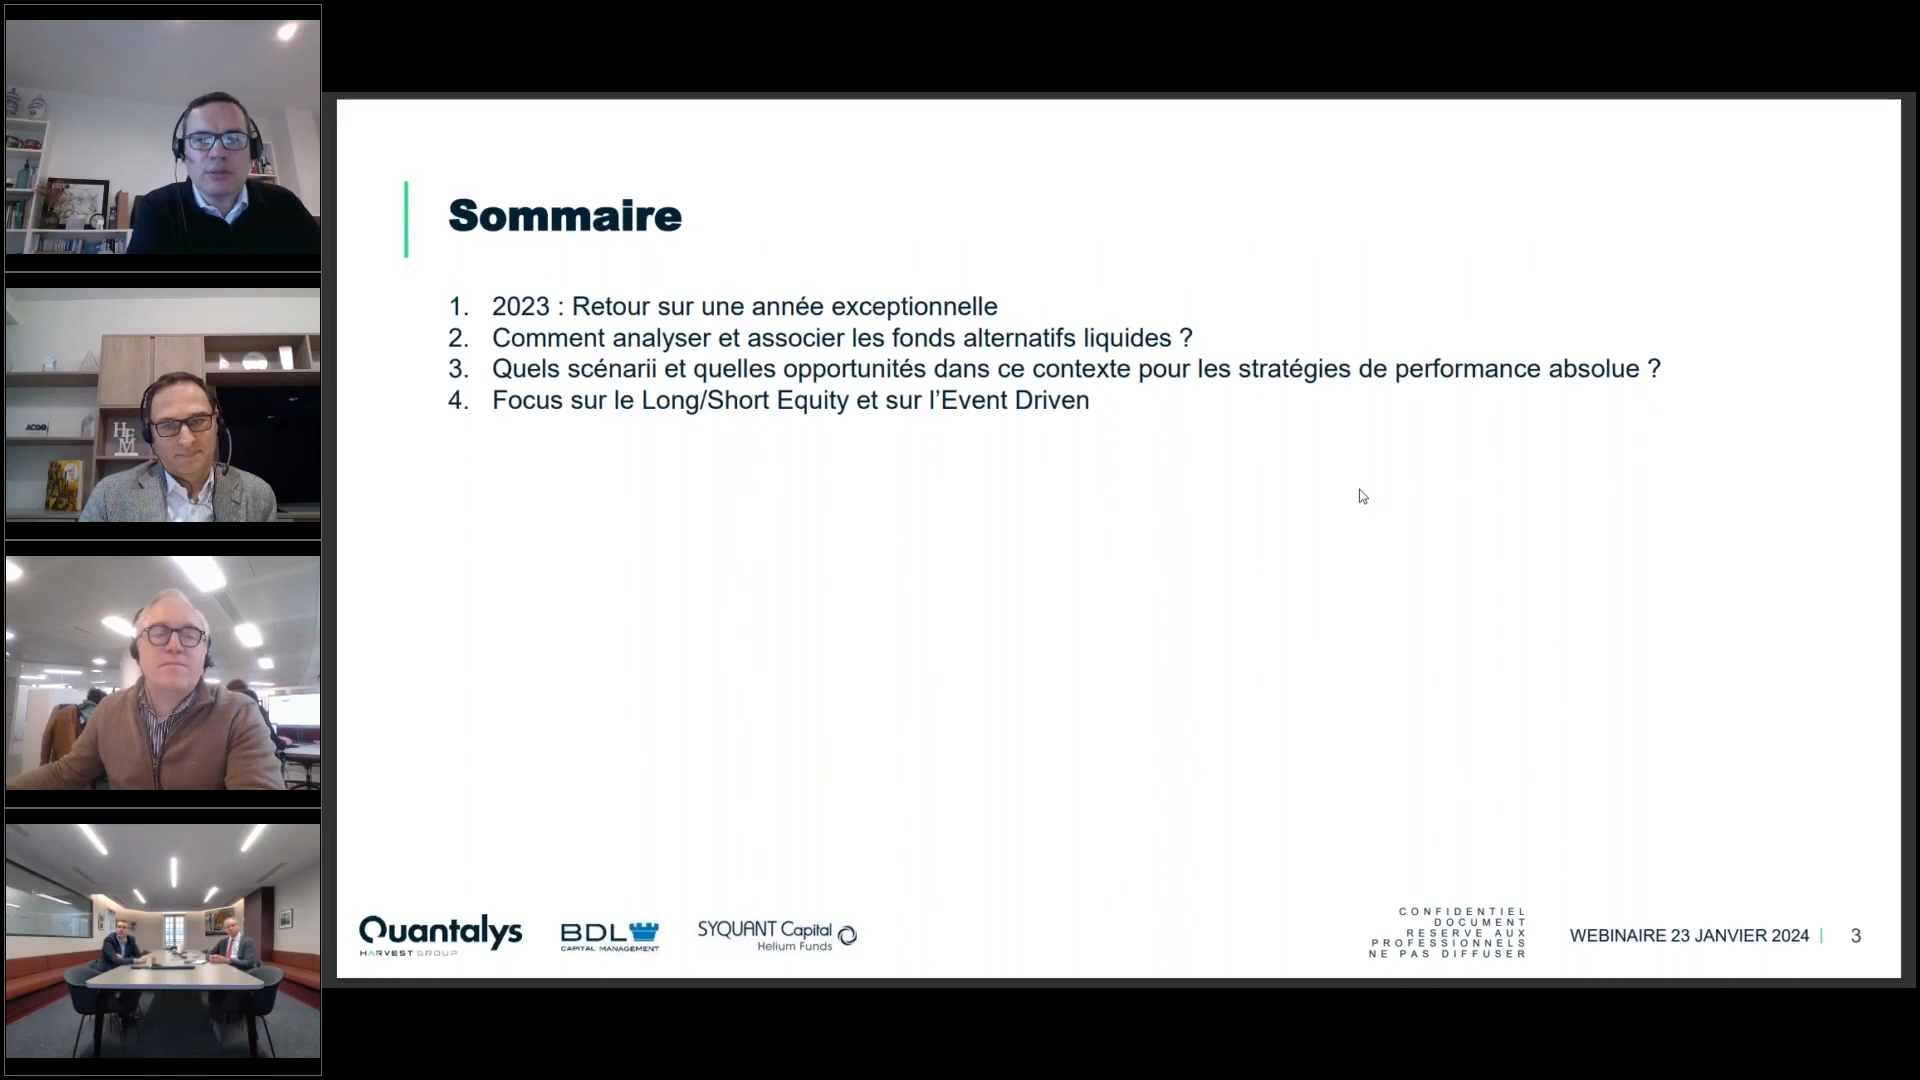 Sommaire
1. 2023 : Retour sur une année exceptionnelle
2. Comment analyser et associer les fonds alternatifs liquides ?
3. Quels scénarii et quelles opportunités dans ce contexte pour les stratégies de performance absolue ?
4. Focus sur le Long/Short Equity et sur l’Event Driven
Quantalys
HARVEST GROUP
BDL
CAPITAL MANAGEMENT
SYQUANT Capital
Helium Funds
CONFIDENTIEL
DOCUMENT
RESERVE AUX
PROFESSIONNELS
NE PAS DIFFUSER
WEBINAIRE 23 JANVIER 2024 | 3
HFM